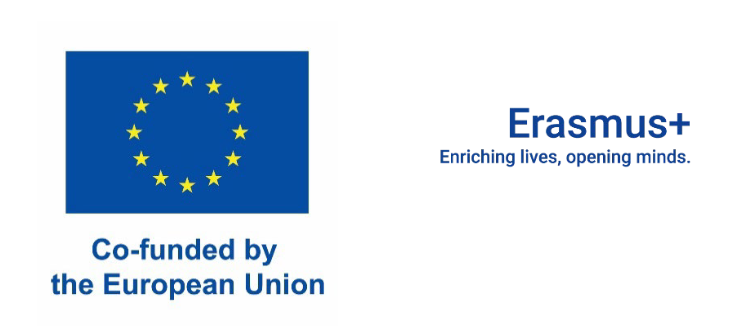 Co-funded by
the European Union
Erasmus+
Enriching lives, opening minds.